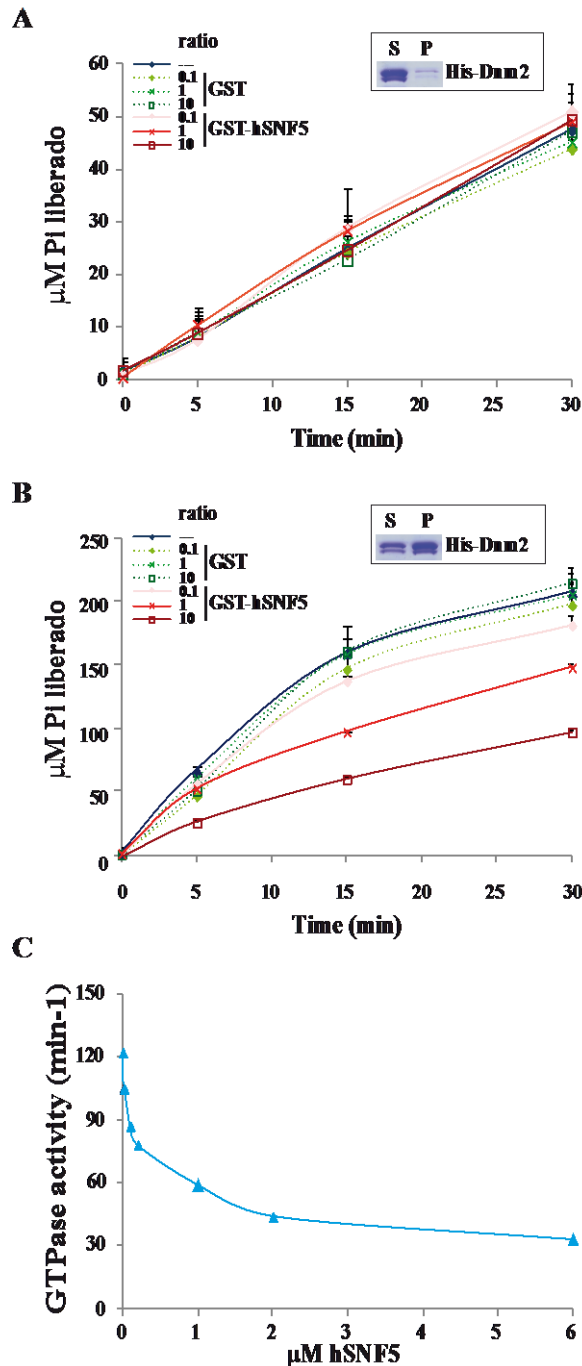 A
ratio
—
0.1
1 GST
10
0.1
1 GST-hSNF5
10
S P
His-Dnm2
60
50
40
30
20
10
0
µM Pi liberado
0 5 10 15 20 25 30
Time (min)
B
ratio
—
0.1
1 GST
10
0.1
1 GST-hSNF5
10
S P
His-Dnm2
250
200
150
100
50
0
µM Pi liberado
0 5 10 15 20 25 30
Time (min)
C
150
120
90
60
30
0
GTPase activity (min-1)
0 1 2 3 4 5 6
µM hSNF5